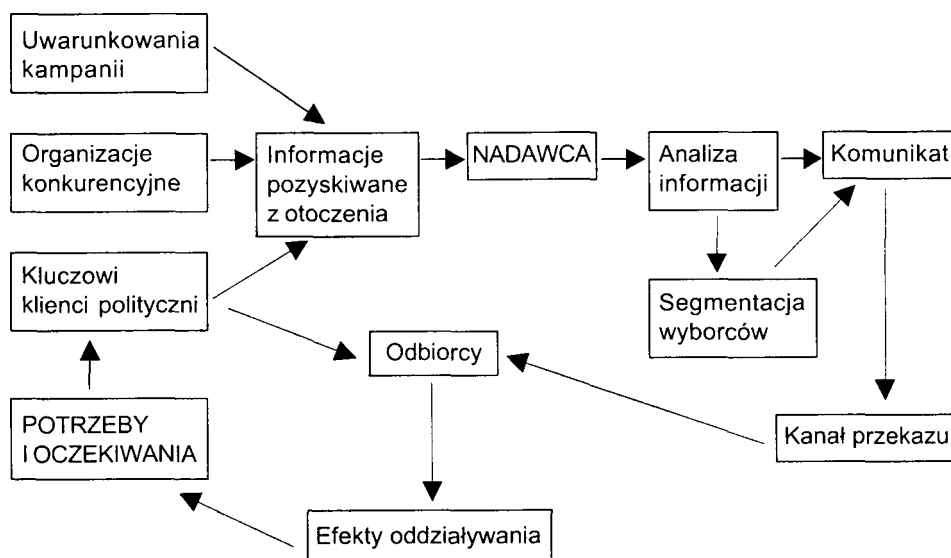 Uwarunkowania
kampanii
Organizacje
konkurencyjne
Informacje
pozyskiwane
z otoczenia
NADAWCA
Analiza
informacji
Komunikat
Kluczowi
klienci polityczni
Segmentacja
wyborców
Odbiorcy
POTRZEBY
I OCZEKIWANIA
Kanał przekazu
Efekty oddziaływania